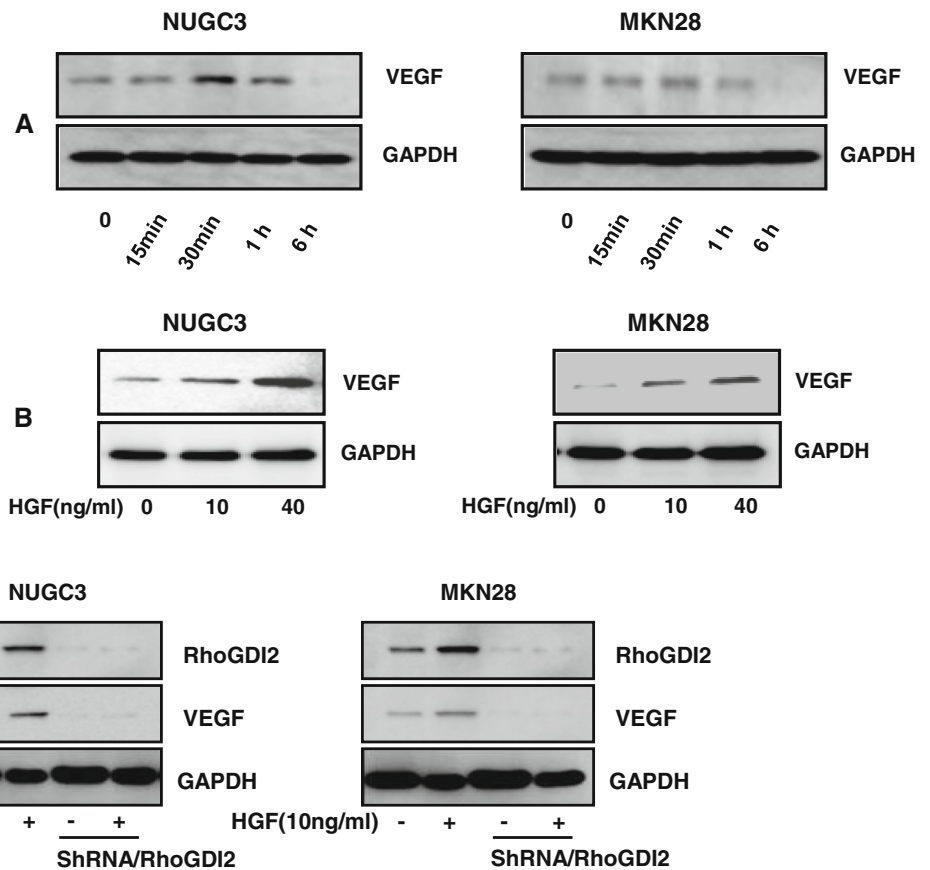 NUGC3 MKN28
VEGF VEGF
A
GAPDH GAPDH
0 15min 30min 1 h 6 h 0 15min 30min 1 h 6 h
NUGC3 MKN28
VEGF VEGF
B
GAPDH GAPDH
HGF(ng/ml) 0 10 40 HGF(ng/ml) 0 10 40
NUGC3 MKN28
RhoGDI2 RhoGDI2
VEGF VEGF
GAPDH GAPDH
+ - + HGF(10ng/ml) - + - +
ShRNA/RhoGDI2 ShRNA/RhoGDI2